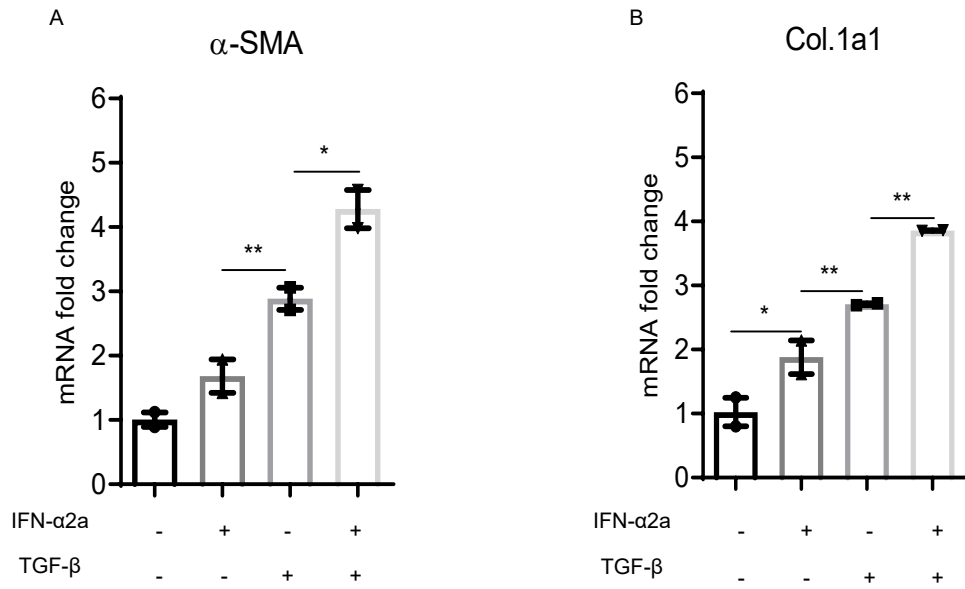 A
α-SMA
6
5
4
3
2
1
0
mRNA fold change
*
**
IFN-α2a - + - +
TGF-β - - + +
B
Col.1a1
6
5
4
3
2
1
0
mRNA fold change
**
**
*
IFN-α2a - + - +
TGF-β - - + +